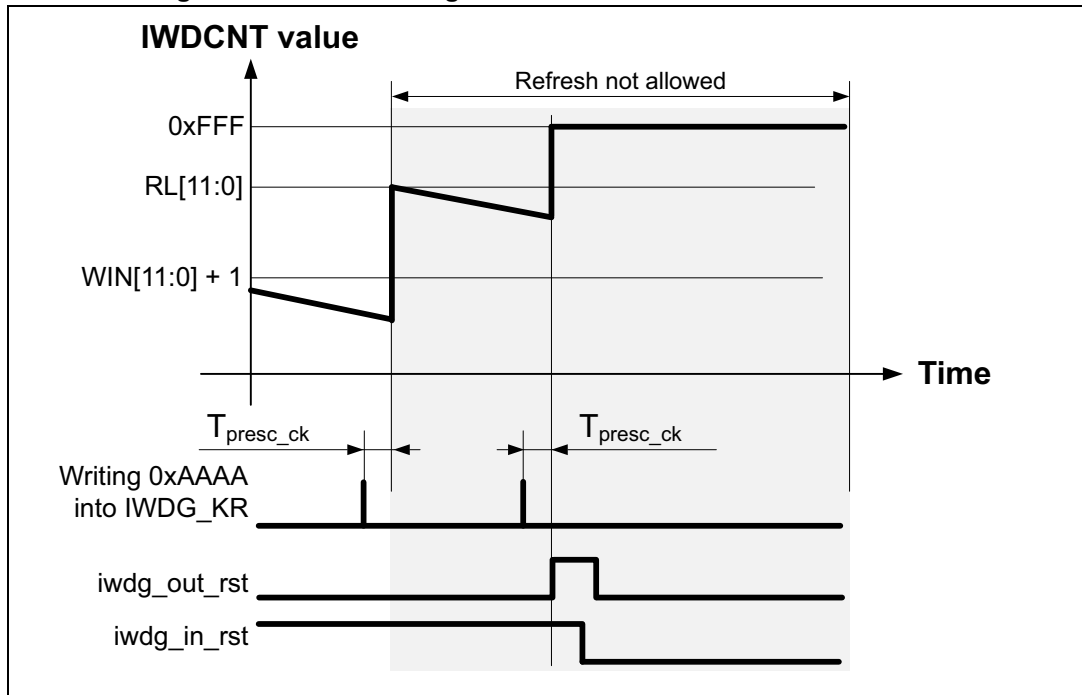 IWDCNT value
Refresh not allowed
0xFFF
RL[11:0]
WIN[11:0] + 1
Time
Tpresc_ck
Tpresc_ck
Writing 0xAAAA
into IWDG_KR
iwdg_out_rst
iwdg_in_rst